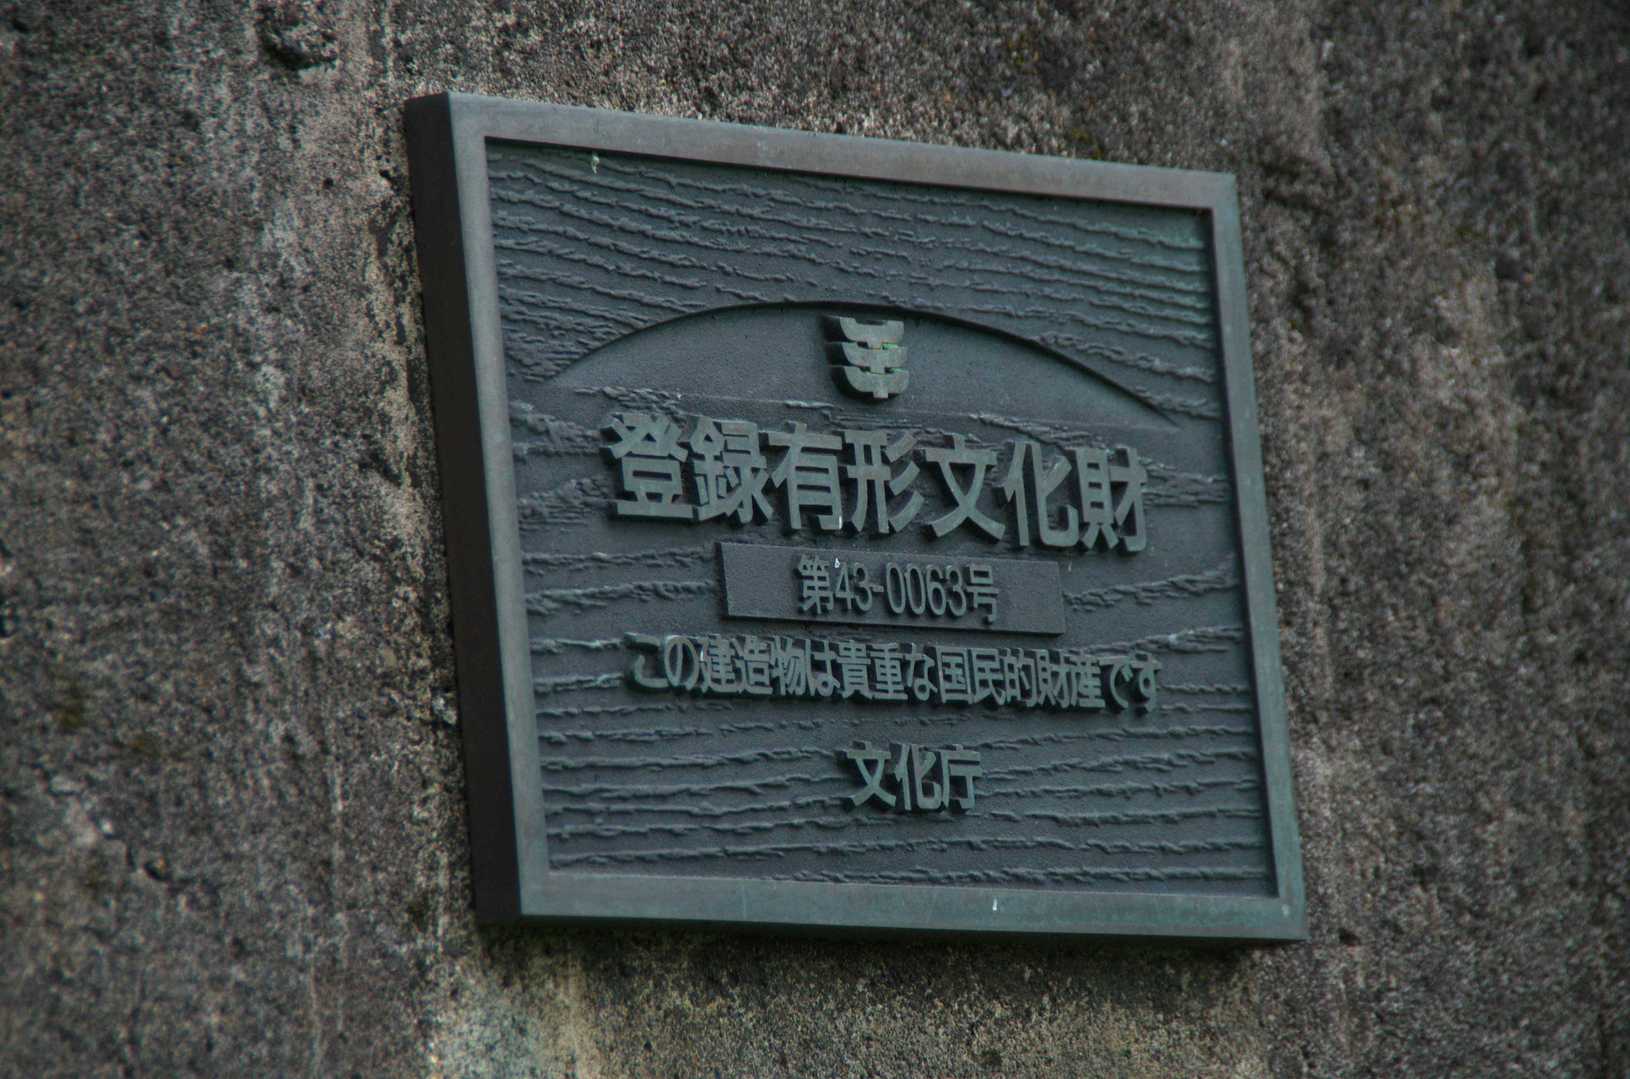 登録有形文化財
第43-0063号
この建造物は貴重な国民的財産です
文化庁